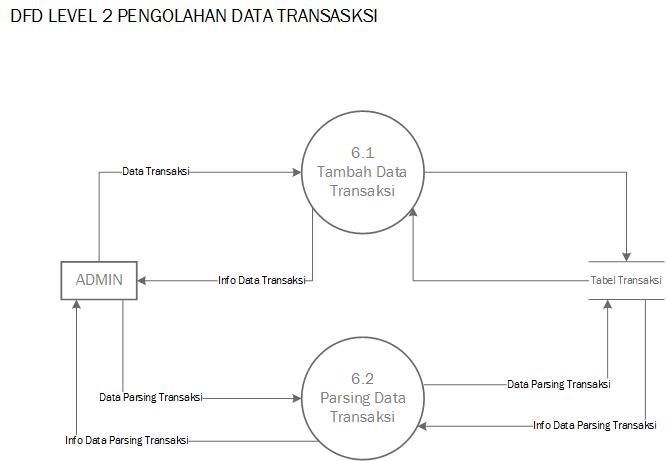 DFD LEVEL 2 PENGOLAHAN DATA TRANSASKSI
6.1
Tambah Data
Transaksi
Data Transaksi
ADMIN
Info Data Transaksi
Tabel Transaksi
6.2
Parsing Data
Transaksi
Data Parsing Transaksi
Data Parsing Transaksi
Info Data Parsing Transaksi
Info Data Parsing Transaksi